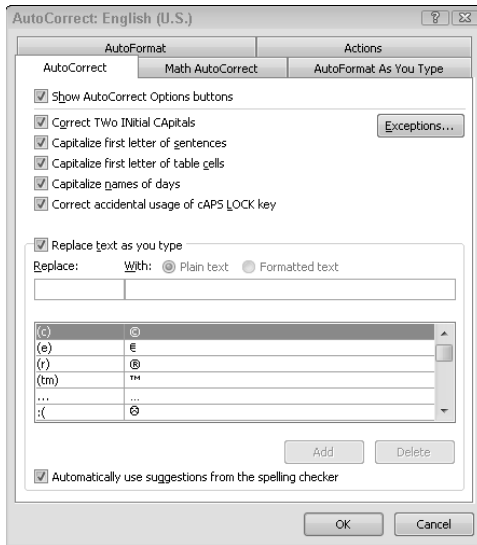 AutoCorrect: English (U.S.)
AutoFormat Actions
AutoCorrect Math AutoCorrect AutoFormat As You Type
Show AutoCorrect Options buttons
Correct TWo INitial CApitals Exceptions...
Capitalize first letter of sentences
Capitalize first letter of table cells
Capitalize names of days
Correct accidental usage of cAPS LOCK key
Replace text as you type
Replace: With: Plain text Formatted text
(c) ©
(e) €
(r) ®
(tm) ™
... …
:( ☹
Add Delete
Automatically use suggestions from the spelling checker
OK Cancel